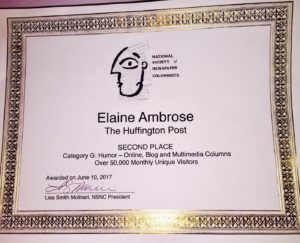 NATIONAL
SOCIETY of
NEWSPAPER
COLUMNISTS
Elaine Ambrose
The Huffington Post
SECOND PLACE
Category G: Humor – Online, Blog and Multimedia Columns
Over 50,000 Monthly Unique Visitors
Awarded on June 10, 2017
Lisa Smith Molinari, NSNC President